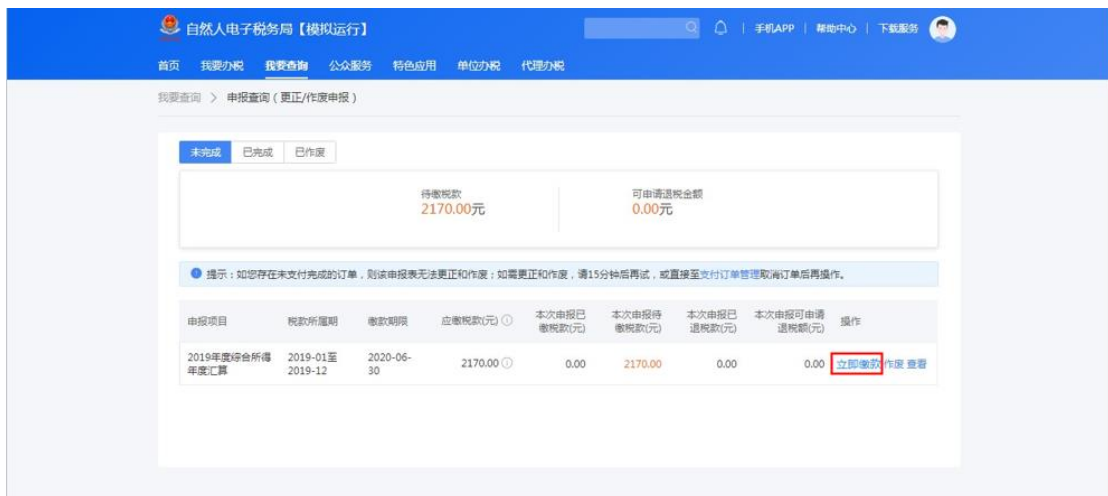 自然人电子税务局【模拟运行】
手机APP | 帮助中心 | 下载服务
首页 我要办税 我要查询 公众服务 特色应用 单位办税 代理办税
我要查询 > 申报查询（更正/作废申报）
未完成 已完成 已作废
待缴税款 可申请退税金额
2170.00元 0.00元
提示：如您存在未支付完成的订单，则该申报表无法更正和作废；如需更正和作废，请15分钟后再试，或直接至支付订单管理取消订单后再操作。
申报项目 税款所属期 缴款期限 应缴税款(元) 本次申报已缴税款(元) 本次申报待缴税款(元) 本次申报已退税款(元) 本次申报可申请退税额(元) 操作
2019年度综合所得年度汇算 2019-01至2019-12 2020-06-30 2170.00 0.00 2170.00 0.00 0.00 立即缴款 作废 查看